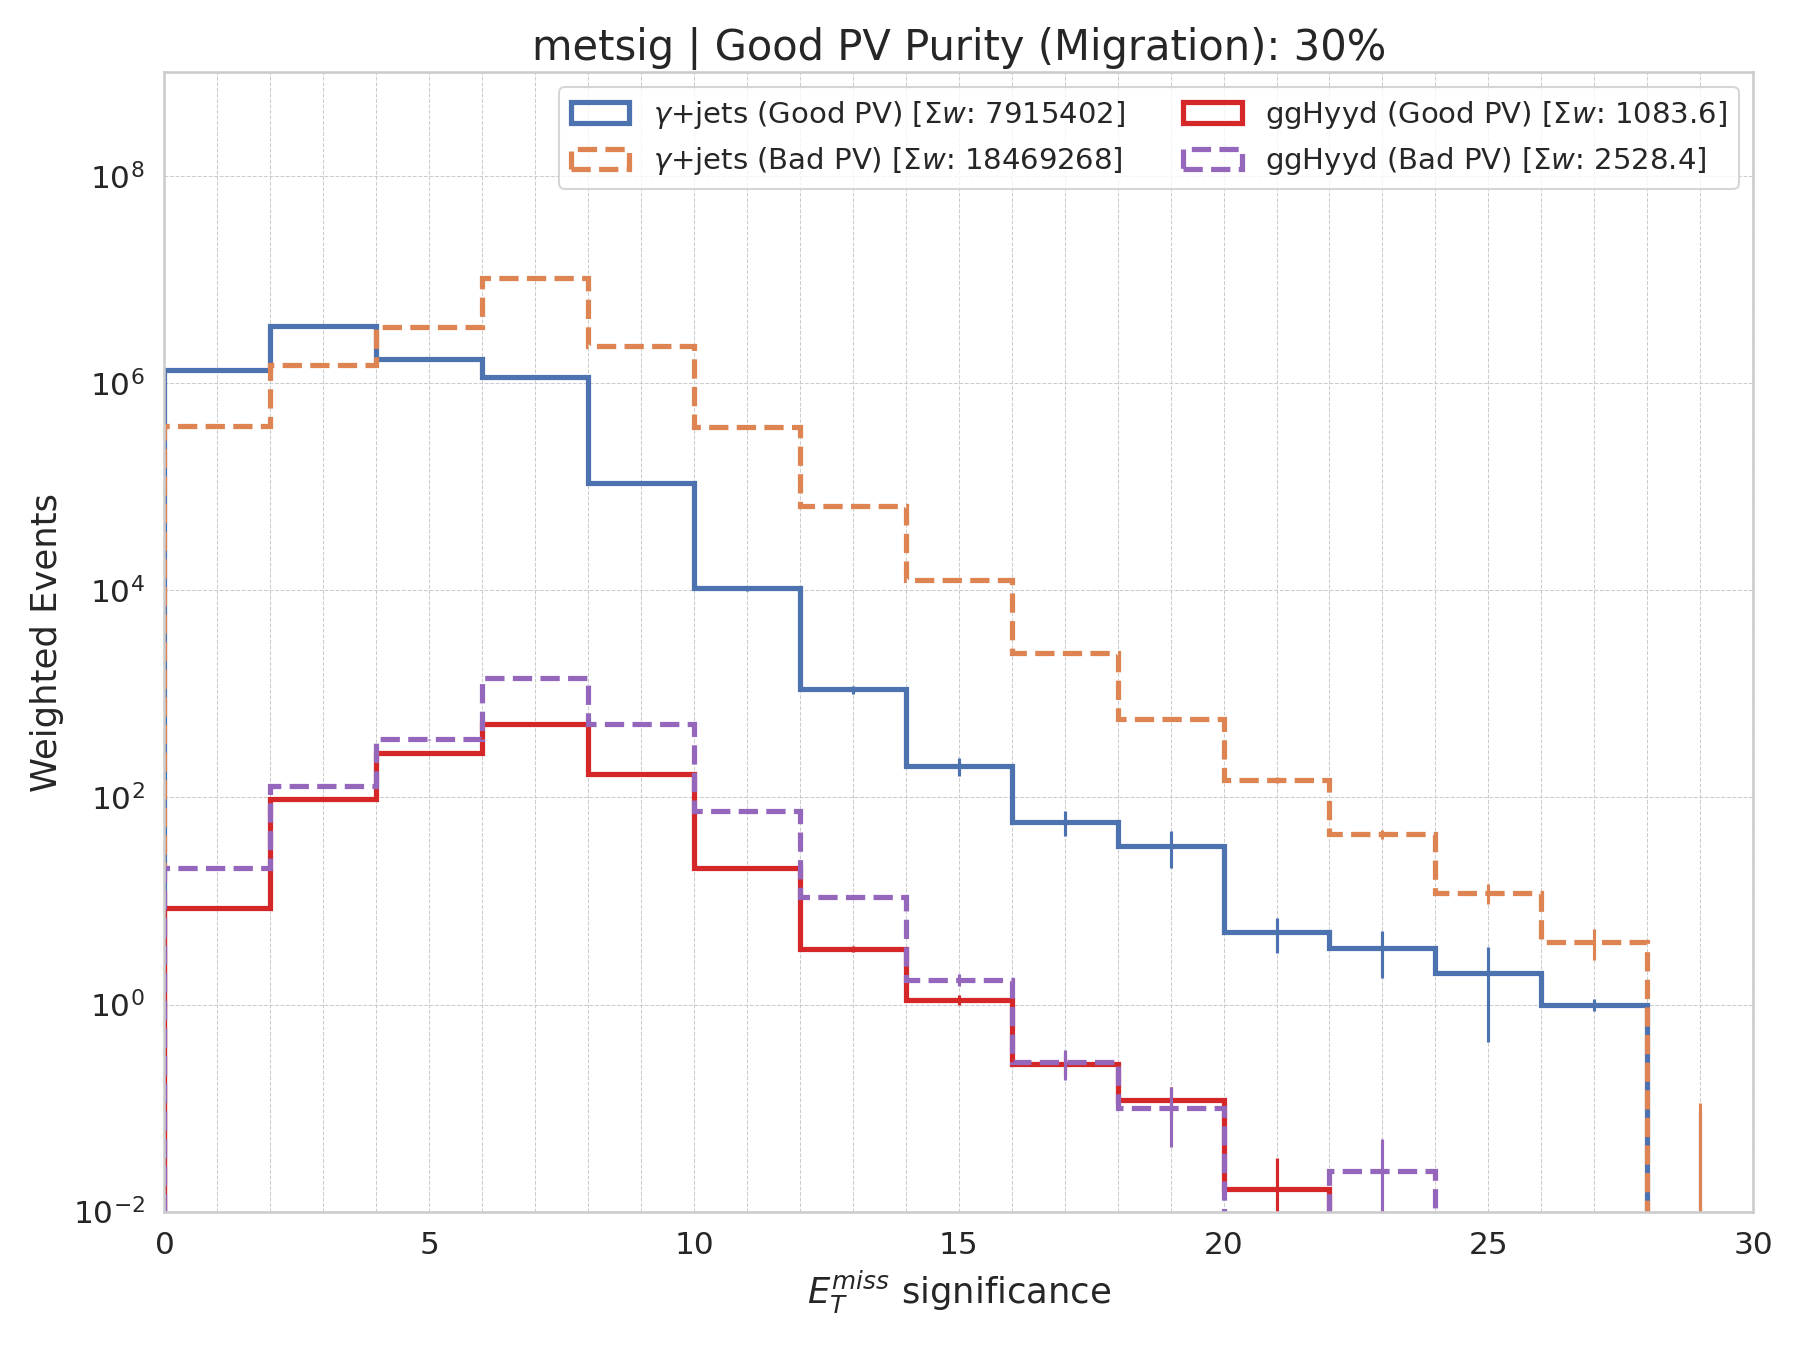 metsig | Good PV Purity (Migration): 30%
γ+jets (Good PV) [Σw: 7915402]
γ+jets (Bad PV) [Σw: 18469268]
ggHyyd (Good PV) [Σw: 1083.6]
ggHyyd (Bad PV) [Σw: 2528.4]
Weighted Events
10^8
10^6
10^4
10^2
10^0
10^−2
0 5 10 15 20 25 30
E_T^miss significance